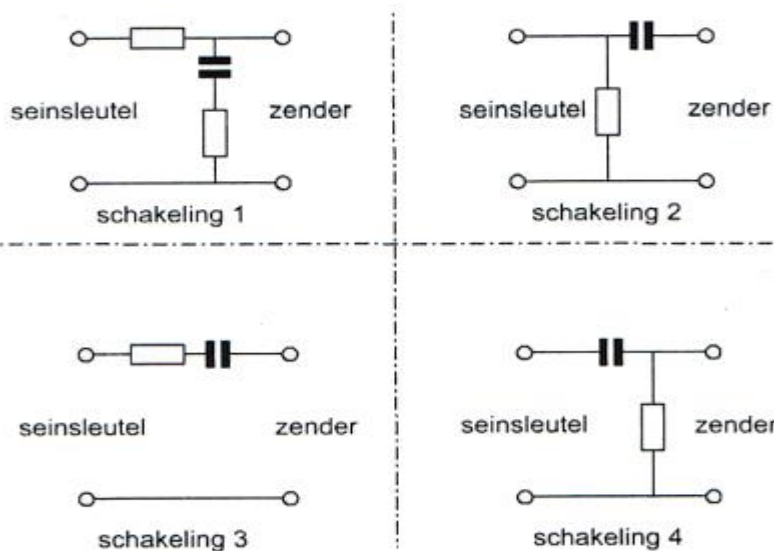 seinsleutel zender
schakeling 1
seinsleutel zender
schakeling 2
seinsleutel zender
schakeling 3
seinsleutel zender
schakeling 4